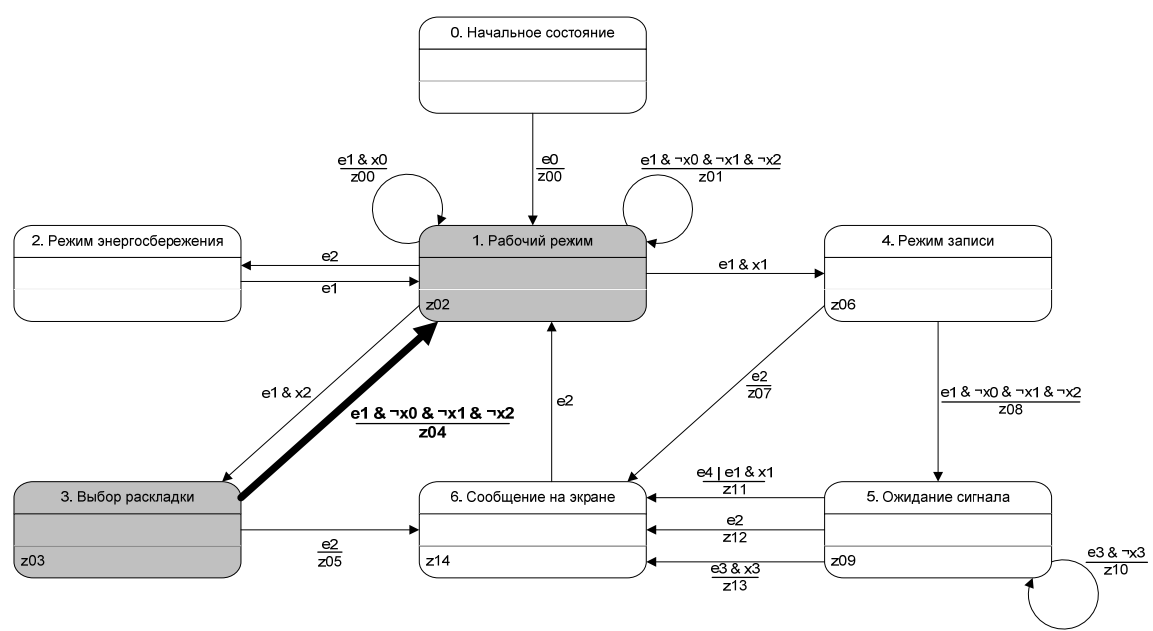 0. Начальное состояние
e1 & x0
z00
e0
z00
e1 & ¬x0 & ¬x1 & ¬x2
z01
2. Режим энергосбережения
1. Рабочий режим
4. Режим записи
e2
e1
e1 & x1
z02
z06
e1 & x2
e1 & ¬x0 & ¬x1 & ¬x2
z04
e2
e2
z07
e1 & ¬x0 & ¬x1 & ¬x2
z08
3. Выбор раскладки
6. Сообщение на экране
5. Ожидание сигнала
e4 | e1 & x1
z11
e2
z12
e2
z05
z03
z14
z09
e3 & x3
z13
e3 & ¬x3
z10